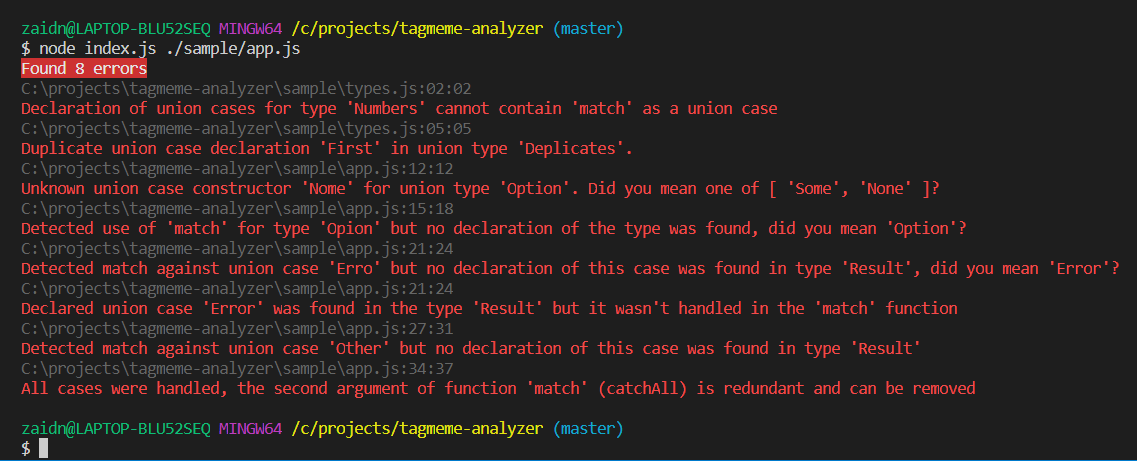 zaidn@LAPTOP-BLU52SEQ MINGW64 /c/projects/tagmeme-analyzer (master)
$ node index.js ./sample/app.js
Found 8 errors
C:\projects\tagmeme-analyzer\sample\types.js:02:02
Declaration of union cases for type 'Numbers' cannot contain 'match' as a union case
C:\projects\tagmeme-analyzer\sample\types.js:05:05
Duplicate union case declaration 'First' in union type 'Deplicates'.
C:\projects\tagmeme-analyzer\sample\app.js:12:12
Unknown union case constructor 'Nome' for union type 'Option'. Did you mean one of [ 'Some', 'None' ]?
C:\projects\tagmeme-analyzer\sample\app.js:15:18
Detected use of 'match' for type 'Opion' but no declaration of the type was found, did you mean 'Option'?
C:\projects\tagmeme-analyzer\sample\app.js:21:24
Detected match against union case 'Erro' but no declaration of this case was found in type 'Result', did you mean 'Error'?
C:\projects\tagmeme-analyzer\sample\app.js:21:24
Declared union case 'Error' was found in the type 'Result' but it wasn't handled in the 'match' function
C:\projects\tagmeme-analyzer\sample\app.js:27:31
Detected match against union case 'Other' but no declaration of this case was found in type 'Result'
C:\projects\tagmeme-analyzer\sample\app.js:34:37
All cases were handled, the second argument of function 'match' (catchAll) is redundant and can be removed
zaidn@LAPTOP-BLU52SEQ MINGW64 /c/projects/tagmeme-analyzer (master)
$